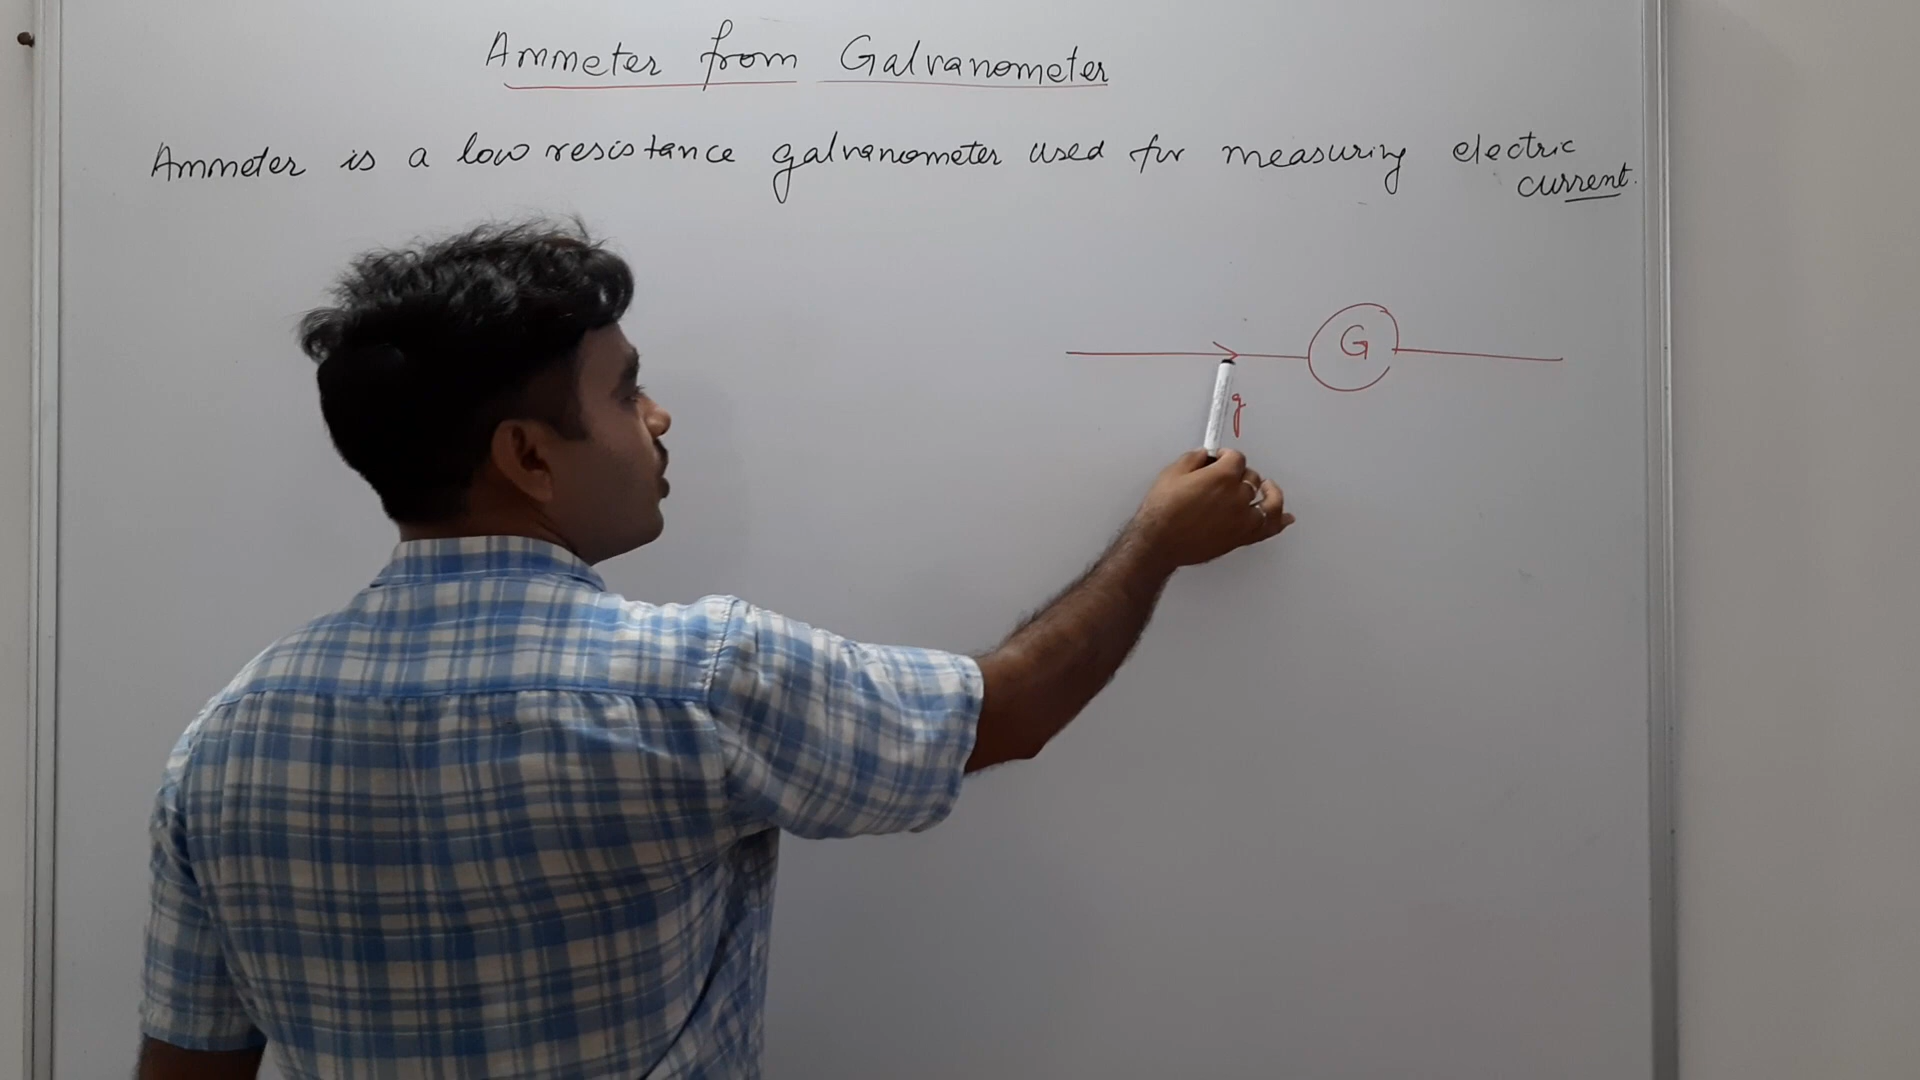 Ammeter from Galvanometer
Ammeter is a low resistance galvanometer used for measuring electric
current.
G
g